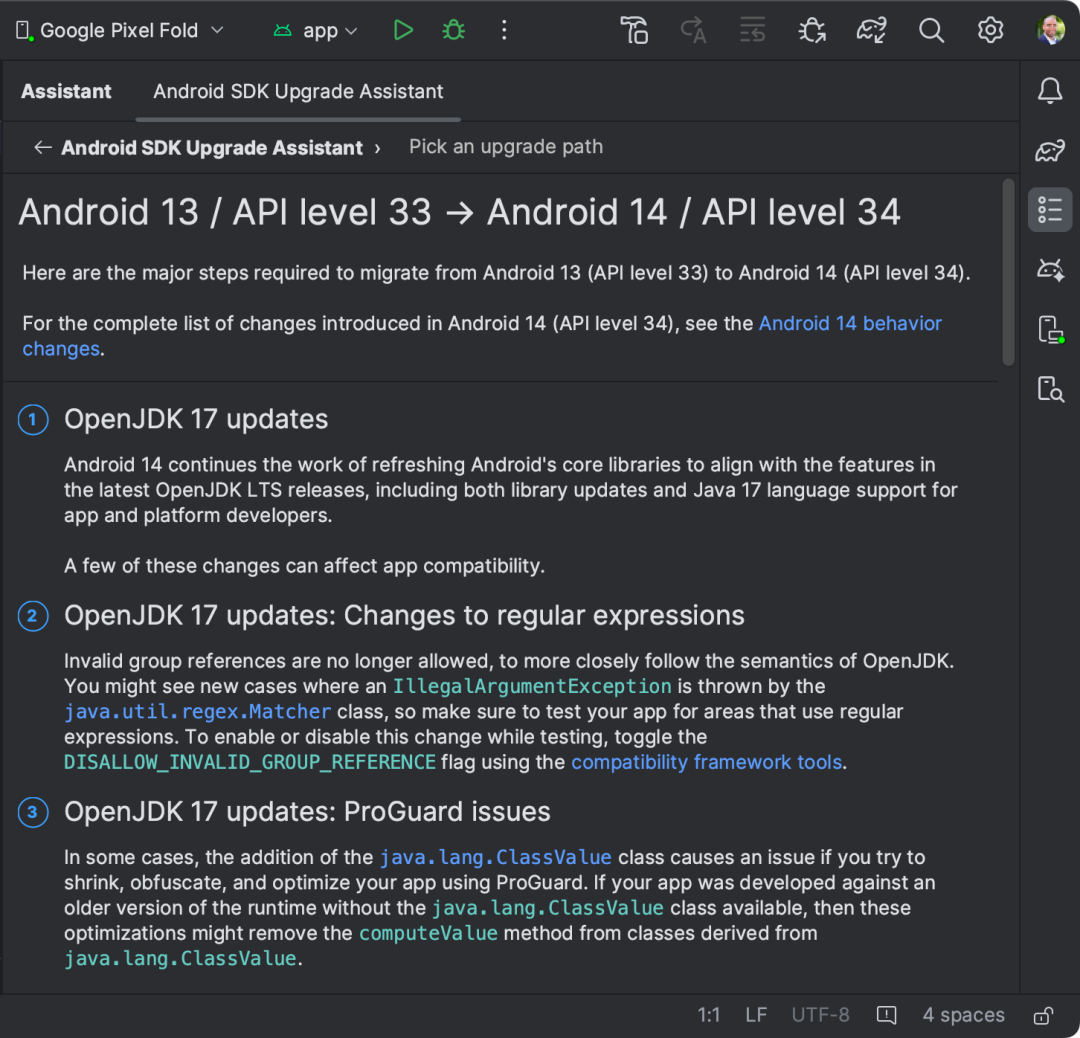 Google Pixel Fold app
Assistant Android SDK Upgrade Assistant
← Android SDK Upgrade Assistant › Pick an upgrade path
Android 13 / API level 33 → Android 14 / API level 34
Here are the major steps required to migrate from Android 13 (API level 33) to Android 14 (API level 34).
For the complete list of changes introduced in Android 14 (API level 34), see the Android 14 behavior
changes.
1 OpenJDK 17 updates
Android 14 continues the work of refreshing Android's core libraries to align with the features in
the latest OpenJDK LTS releases, including both library updates and Java 17 language support for
app and platform developers.
A few of these changes can affect app compatibility.
2 OpenJDK 17 updates: Changes to regular expressions
Invalid group references are no longer allowed, to more closely follow the semantics of OpenJDK.
You might see new cases where an IllegalArgumentException is thrown by the
java.util.regex.Matcher class, so make sure to test your app for areas that use regular
expressions. To enable or disable this change while testing, toggle the
DISALLOW_INVALID_GROUP_REFERENCE flag using the compatibility framework tools.
3 OpenJDK 17 updates: ProGuard issues
In some cases, the addition of the java.lang.ClassValue class causes an issue if you try to
shrink, obfuscate, and optimize your app using ProGuard. If your app was developed against an
older version of the runtime without the java.lang.ClassValue class available, then these
optimizations might remove the computeValue method from classes derived from
java.lang.ClassValue.
1:1 LF UTF-8 4 spaces